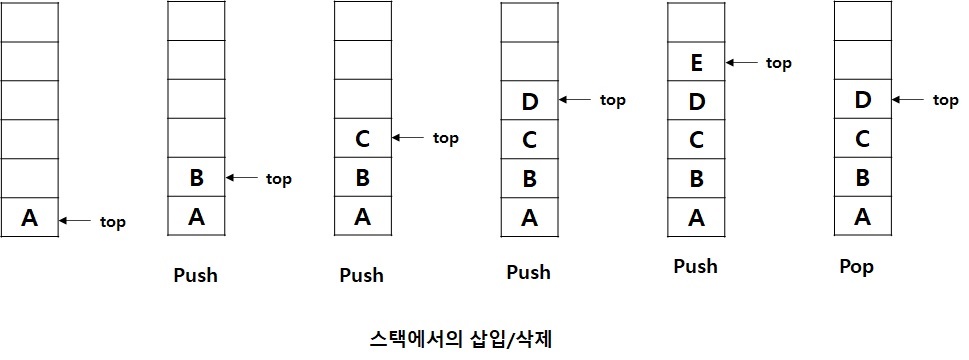 E ← top
D ← top D D ← top
C ← top C C C
B ← top B B B B
A ← top A A A A A
Push Push Push Push Pop
스택에서의 삽입/삭제